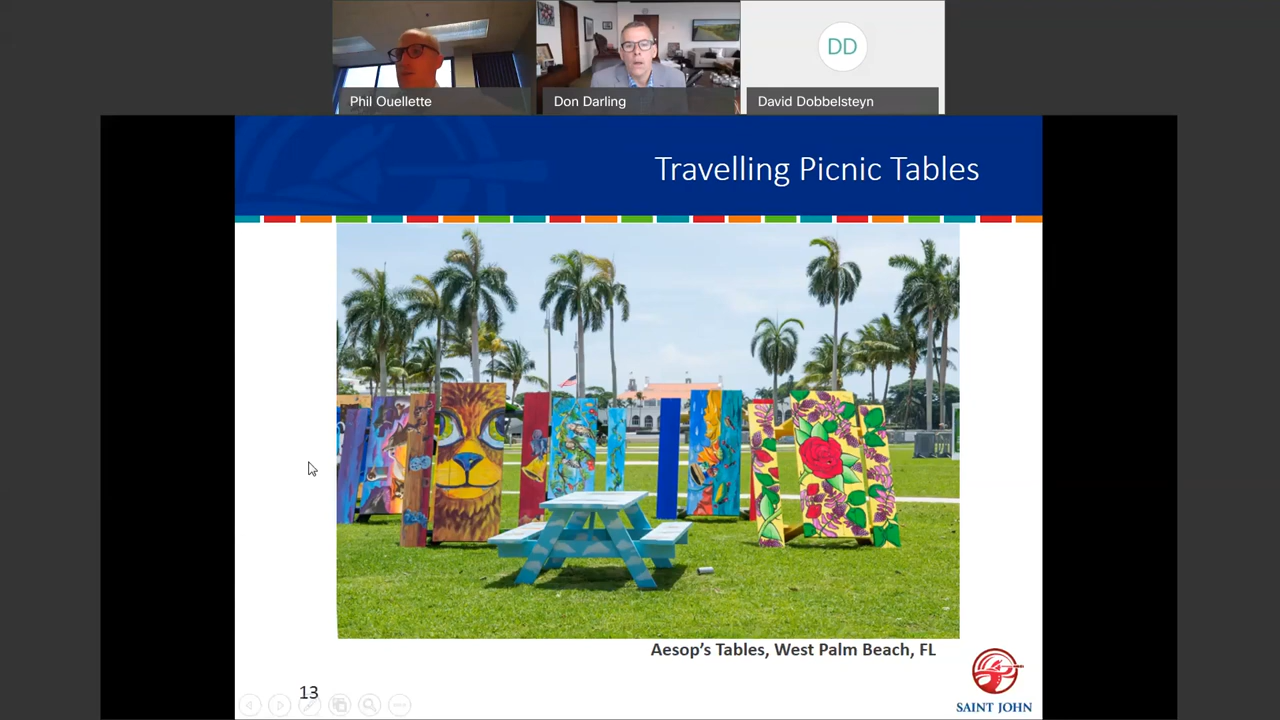 Phil Ouellette
Don Darling
DD
David Dobbelsteyn
Travelling Picnic Tables
Aesop's Tables, West Palm Beach, FL
13
SAINT JOHN